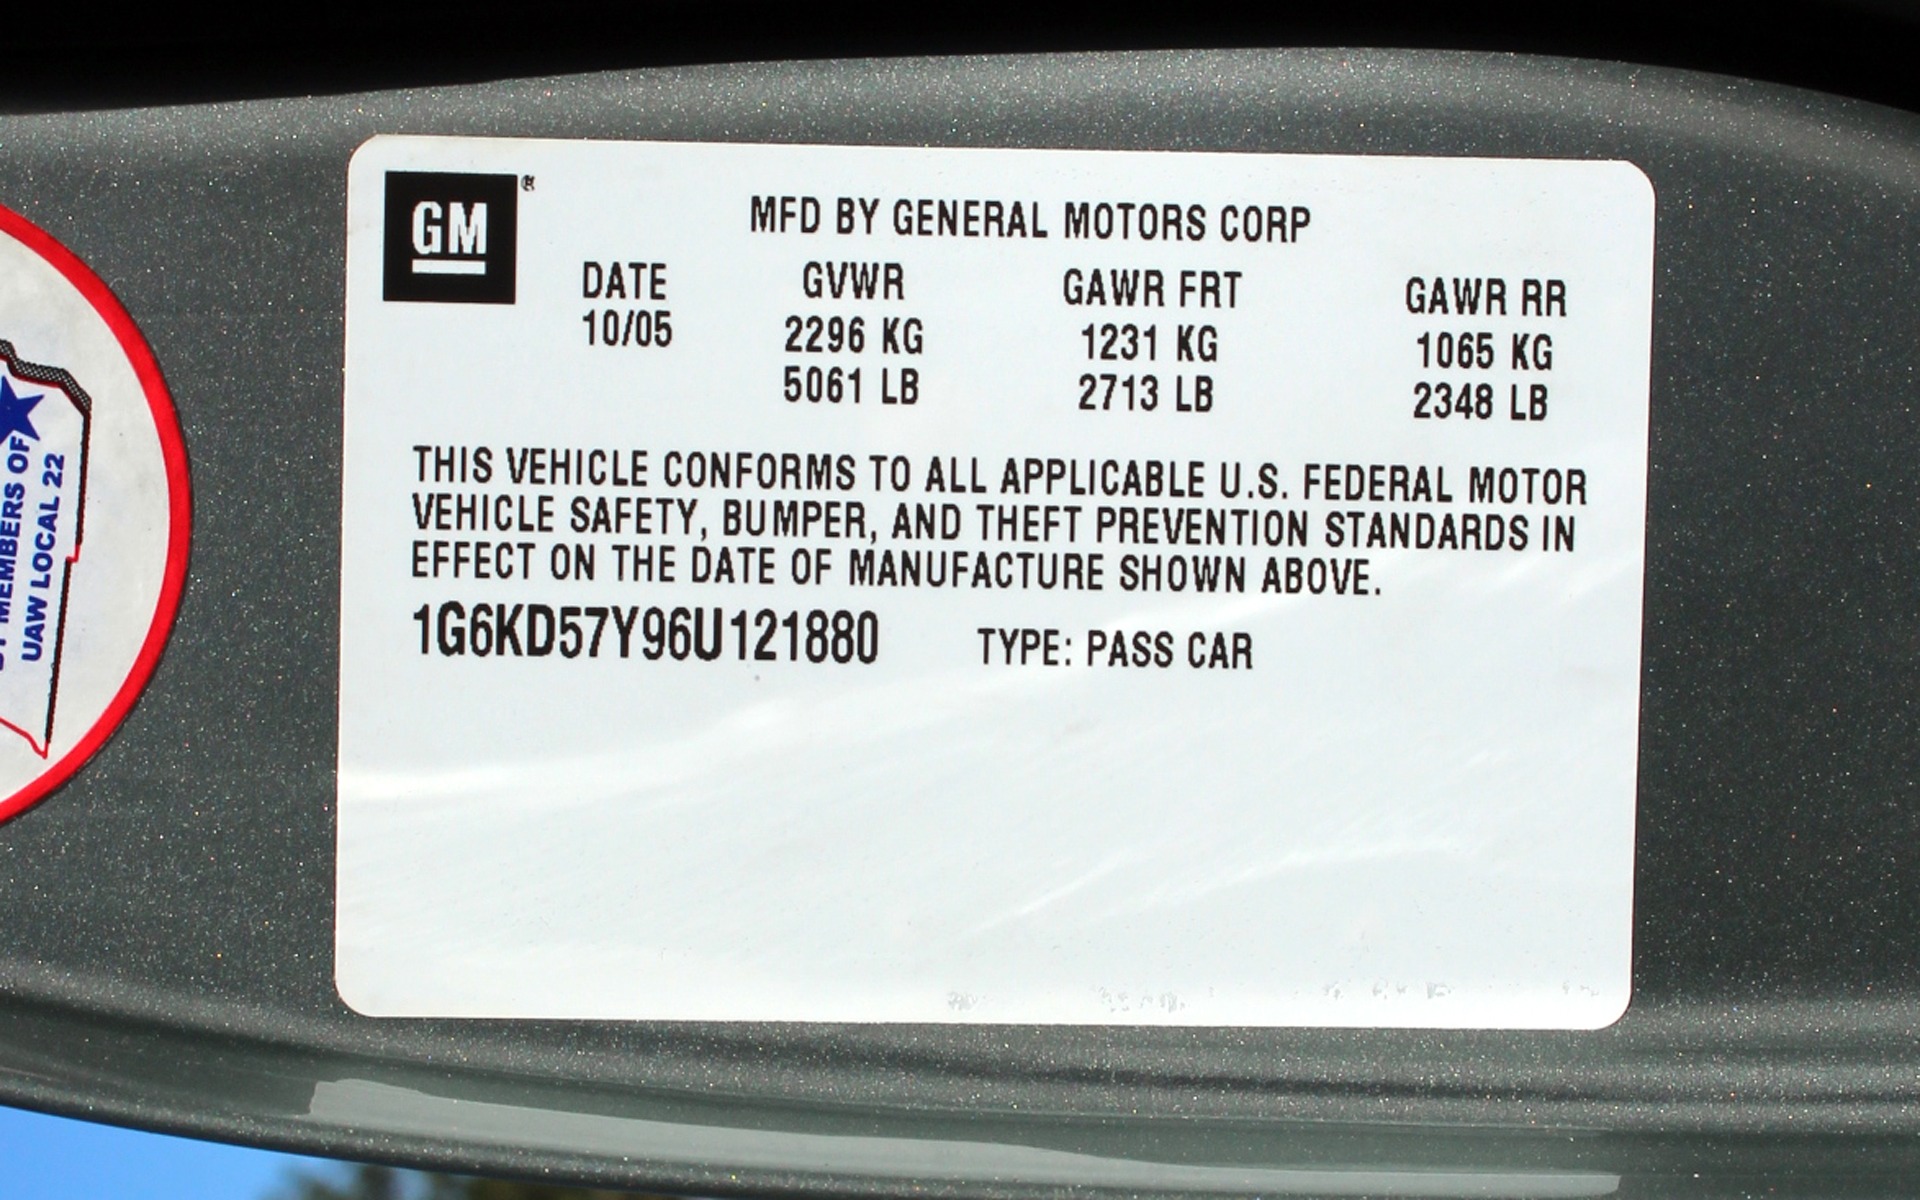 GM®
MFD BY GENERAL MOTORS CORP
DATE GVWR GAWR FRT GAWR RR
10/05 2296 KG 1231 KG 1065 KG
5061 LB 2713 LB 2348 LB
THIS VEHICLE CONFORMS TO ALL APPLICABLE U.S. FEDERAL MOTOR
VEHICLE SAFETY, BUMPER, AND THEFT PREVENTION STANDARDS IN
EFFECT ON THE DATE OF MANUFACTURE SHOWN ABOVE.
1G6KD57Y96U121880 TYPE: PASS CAR
MEMBERS OF
UAW LOCAL 22